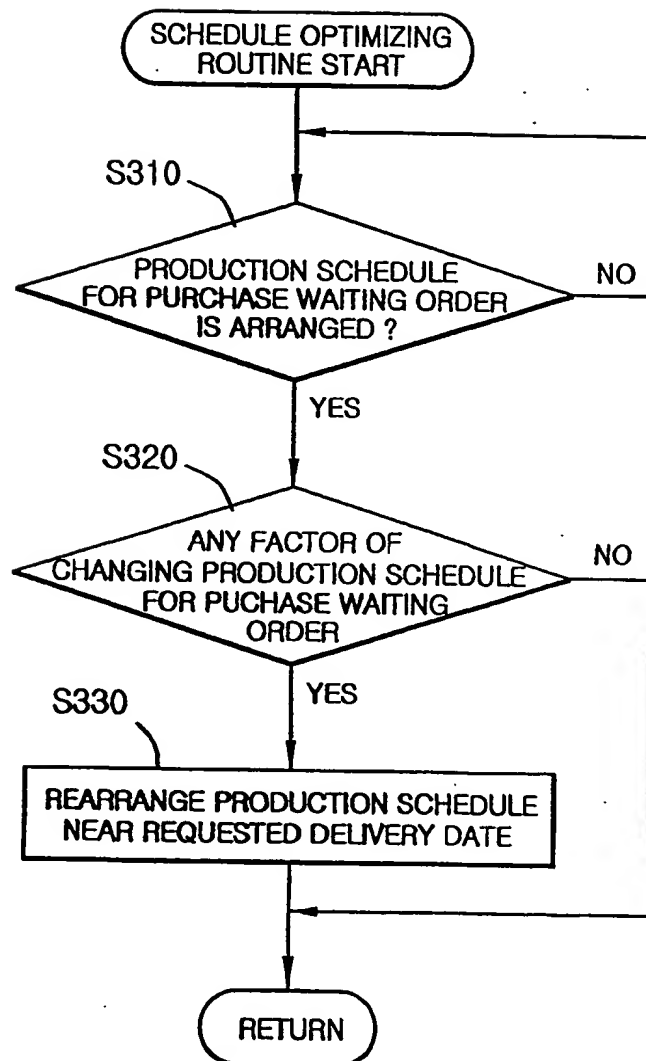 SCHEDULE OPTIMIZING
ROUTINE START
S310
PRODUCTION SCHEDULE
FOR PURCHASE WAITING ORDER
IS ARRANGED ?
NO
YES
S320
ANY FACTOR OF
CHANGING PRODUCTION SCHEDULE
FOR PUCHASE WAITING
ORDER
NO
YES
S330
REARRANGE PRODUCTION SCHEDULE
NEAR REQUESTED DELIVERY DATE
RETURN